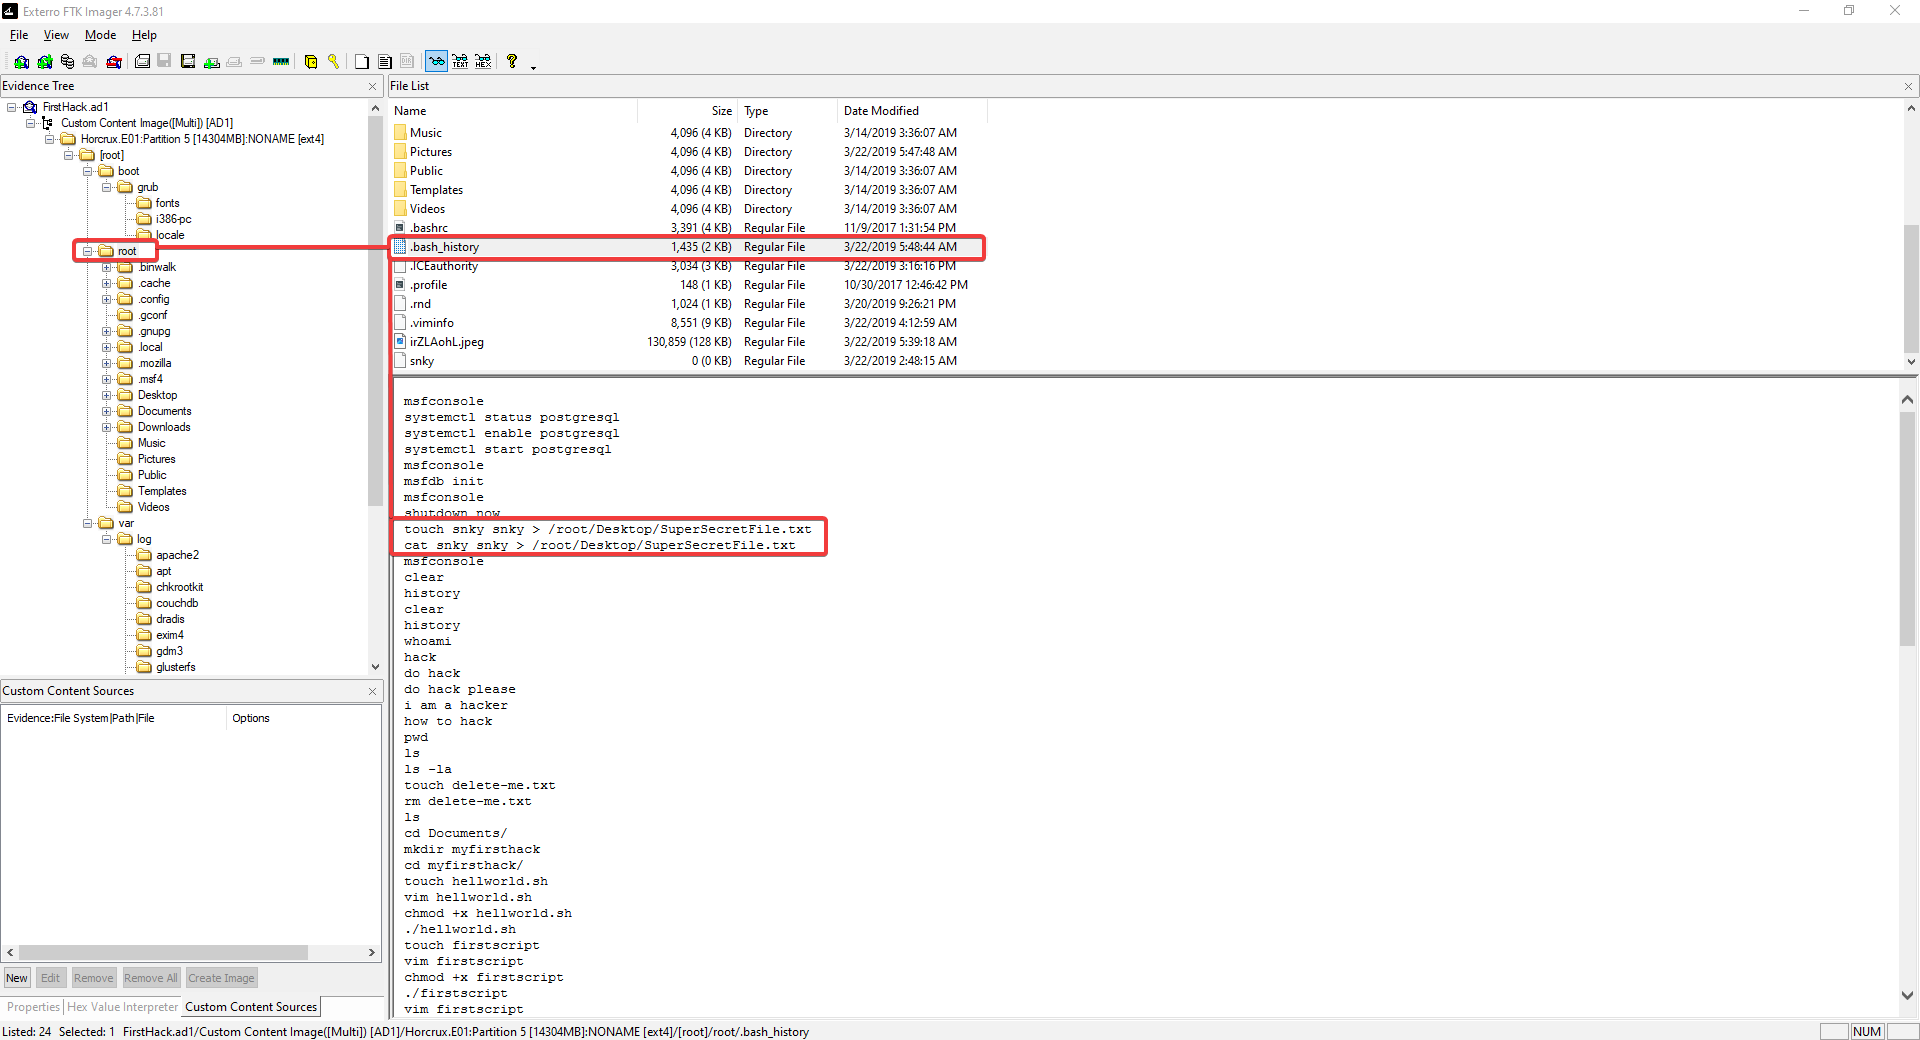 Exterro FTK Imager 4.7.3.81
File View Mode Help
Evidence Tree
FirstHack.ad1
Custom Content Image([Multi]) [AD1]
Horcrux.E01:Partition 5 [14304MB]:NONAME [ext4]
[root]
boot
grub
fonts
i386-pc
locale
root
.binwalk
.cache
.config
.gconf
.gnupg
.local
.mozilla
.msf4
Desktop
Documents
Downloads
Music
Pictures
Public
Templates
Videos
var
log
apache2
apt
chkrootkit
couchdb
dradis
exim4
gdm3
glusterfs
Custom Content Sources
Evidence:File System|Path|File Options
New Edit Remove Remove All Create Image
Properties Hex Value Interpreter Custom Content Sources
File List
Name Size Type Date Modified
Music 4,096 (4 KB) Directory 3/14/2019 3:36:07 AM
Pictures 4,096 (4 KB) Directory 3/22/2019 5:47:48 AM
Public 4,096 (4 KB) Directory 3/14/2019 3:36:07 AM
Templates 4,096 (4 KB) Directory 3/14/2019 3:36:07 AM
Videos 4,096 (4 KB) Directory 3/14/2019 3:36:07 AM
.bashrc 3,391 (4 KB) Regular File 11/9/2017 1:31:54 PM
.bash_history 1,435 (2 KB) Regular File 3/22/2019 5:48:44 AM
.ICEauthority 3,034 (3 KB) Regular File 3/22/2019 3:16:16 PM
.profile 148 (1 KB) Regular File 10/30/2017 12:46:42 PM
.rnd 1,024 (1 KB) Regular File 3/20/2019 9:26:21 PM
.viminfo 8,551 (9 KB) Regular File 3/22/2019 4:12:59 AM
irZLAohL.jpeg 130,859 (128 KB) Regular File 3/22/2019 5:39:18 AM
snky 0 (0 KB) Regular File 3/22/2019 2:48:15 AM
msfconsole
systemctl status postgresql
systemctl enable postgresql
systemctl start postgresql
msfconsole
msfdb init
msfconsole
shutdown now
touch snky snky > /root/Desktop/SuperSecretFile.txt
cat snky snky > /root/Desktop/SuperSecretFile.txt
msfconsole
clear
history
clear
history
whoami
hack
do hack
do hack please
i am a hacker
how to hack
pwd
ls
ls -la
touch delete-me.txt
rm delete-me.txt
ls
cd Documents/
mkdir myfirsthack
cd myfirsthack/
touch hellworld.sh
vim hellworld.sh
chmod +x hellworld.sh
./hellworld.sh
touch firstscript
vim firstscript
chmod +x firstscript
./firstscript
vim firstscript
Listed: 24 Selected: 1 FirstHack.ad1/Custom Content Image([Multi]) [AD1]/Horcrux.E01:Partition 5 [14304MB]:NONAME [ext4]/[root]/root/.bash_history
NUM